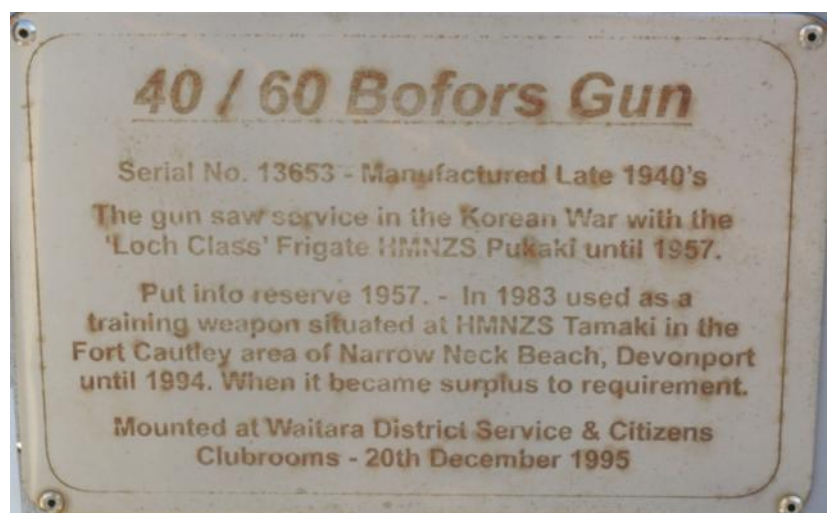 40 / 60 Bofors Gun
Serial No. 13653 - Manufactured Late 1940's
The gun saw service in the Korean War with the
'Loch Class' Frigate HMNZS Pukaki until 1957.
Put into reserve 1957. - In 1983 used as a
training weapon situated at HMNZS Tamaki in the
Fort Cautley area of Narrow Neck Beach, Devonport
until 1994. When it became surplus to requirement.
Mounted at Waitara District Service & Citizens
Clubrooms - 20th December 1995